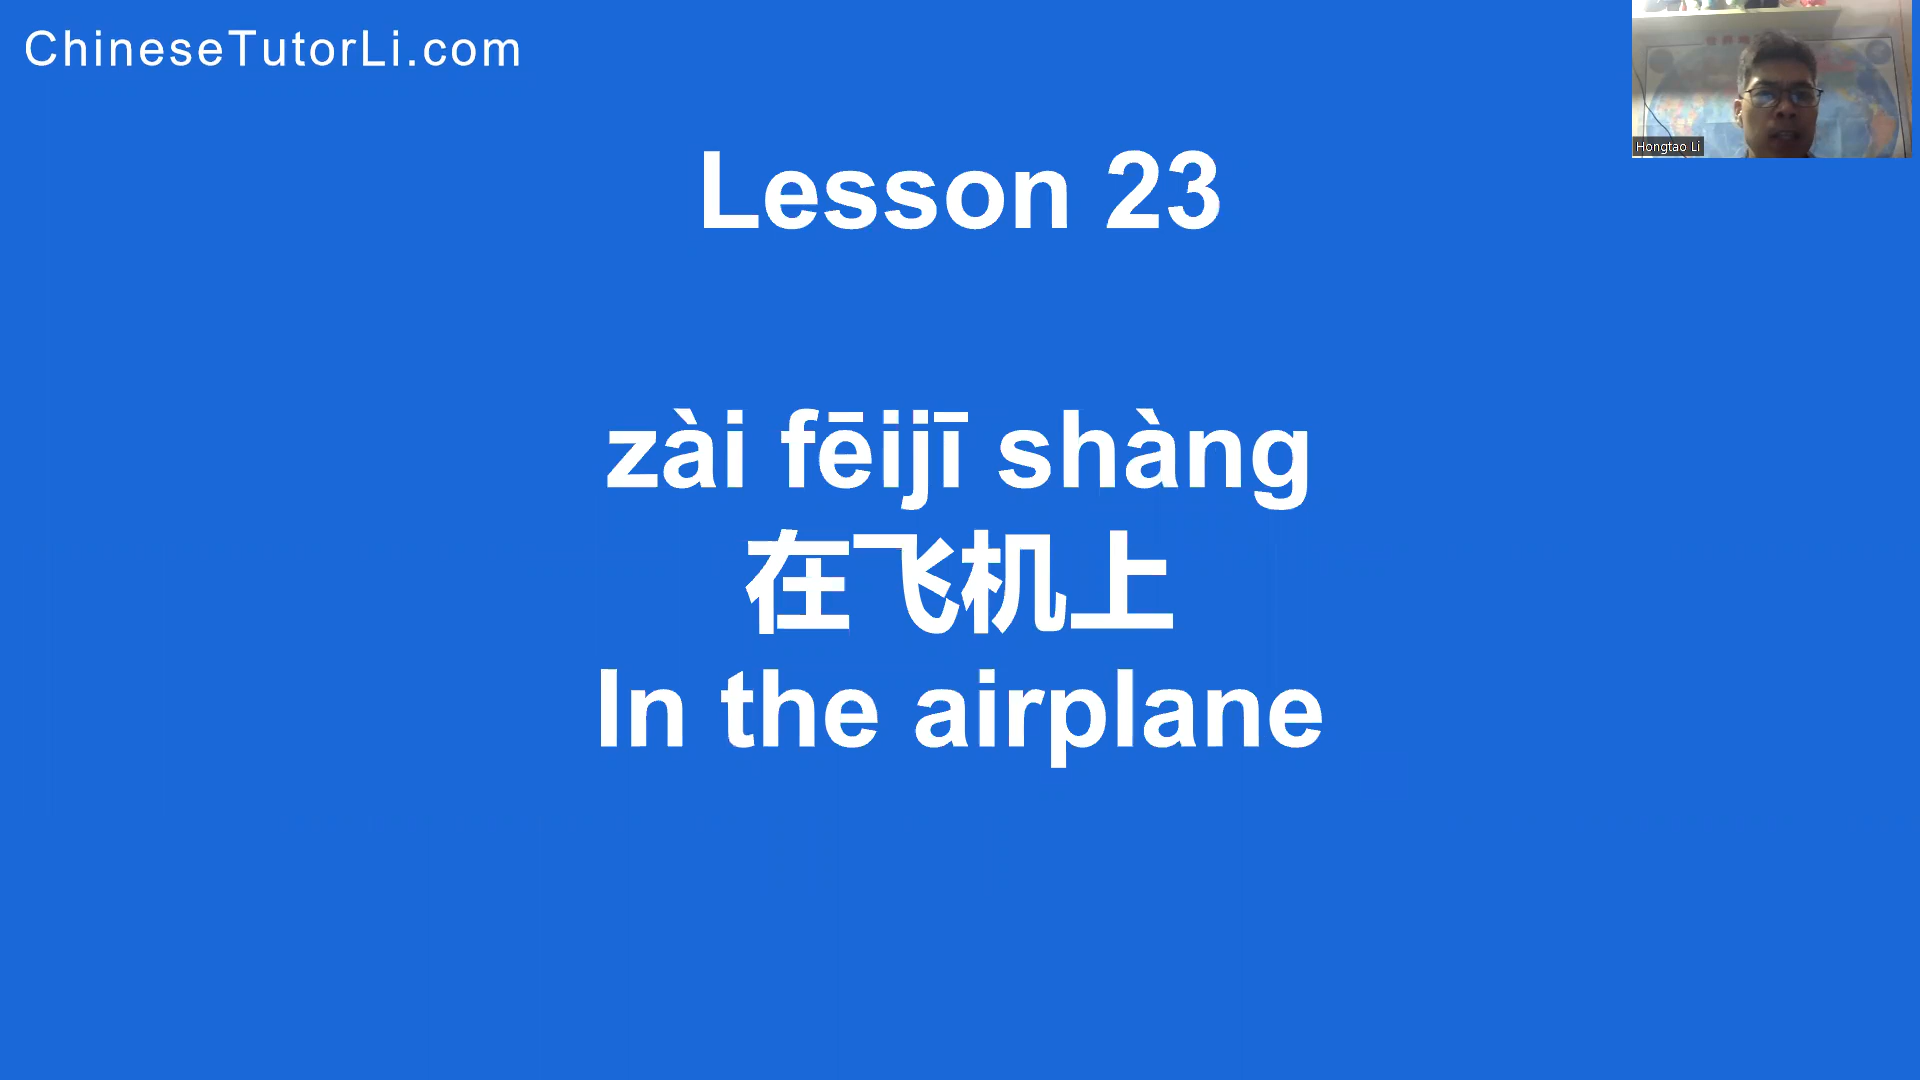 ChineseTutorLi.com
Lesson 23
zài fēijī shàng
在飞机上
In the airplane
Hongtao Li